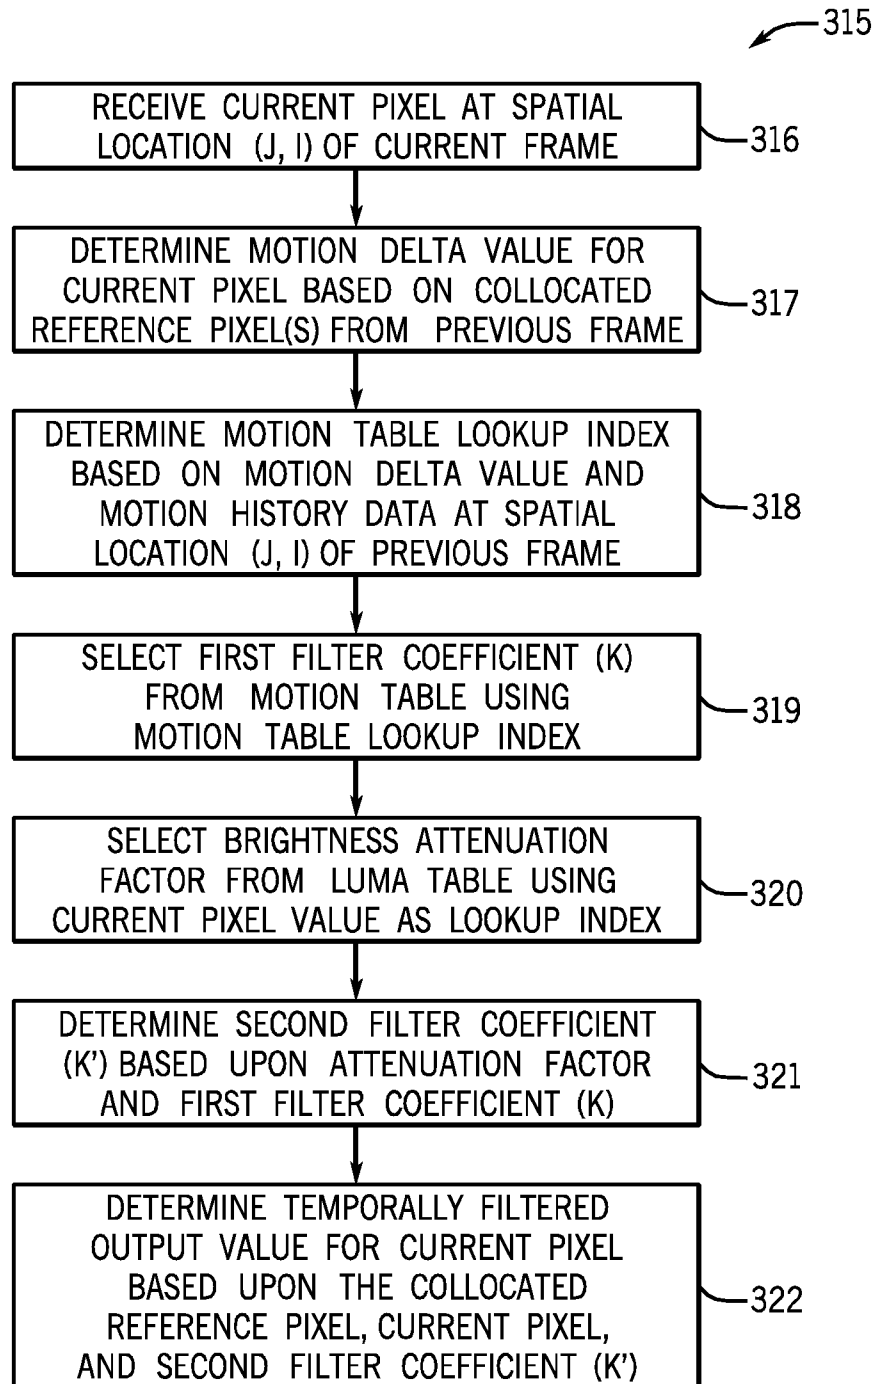 315
RECEIVE CURRENT PIXEL AT SPATIAL
LOCATION (J, I) OF CURRENT FRAME
316
DETERMINE MOTION DELTA VALUE FOR
CURRENT PIXEL BASED ON COLLOCATED
REFERENCE PIXEL(S) FROM PREVIOUS FRAME
317
DETERMINE MOTION TABLE LOOKUP INDEX
BASED ON MOTION DELTA VALUE AND
MOTION HISTORY DATA AT SPATIAL
LOCATION (J, I) OF PREVIOUS FRAME
318
SELECT FIRST FILTER COEFFICIENT (K)
FROM MOTION TABLE USING
MOTION TABLE LOOKUP INDEX
319
SELECT BRIGHTNESS ATTENUATION
FACTOR FROM LUMA TABLE USING
CURRENT PIXEL VALUE AS LOOKUP INDEX
320
DETERMINE SECOND FILTER COEFFICIENT
(K') BASED UPON ATTENUATION FACTOR
AND FIRST FILTER COEFFICIENT (K)
321
DETERMINE TEMPORALLY FILTERED
OUTPUT VALUE FOR CURRENT PIXEL
BASED UPON THE COLLOCATED
REFERENCE PIXEL, CURRENT PIXEL,
AND SECOND FILTER COEFFICIENT (K')
322